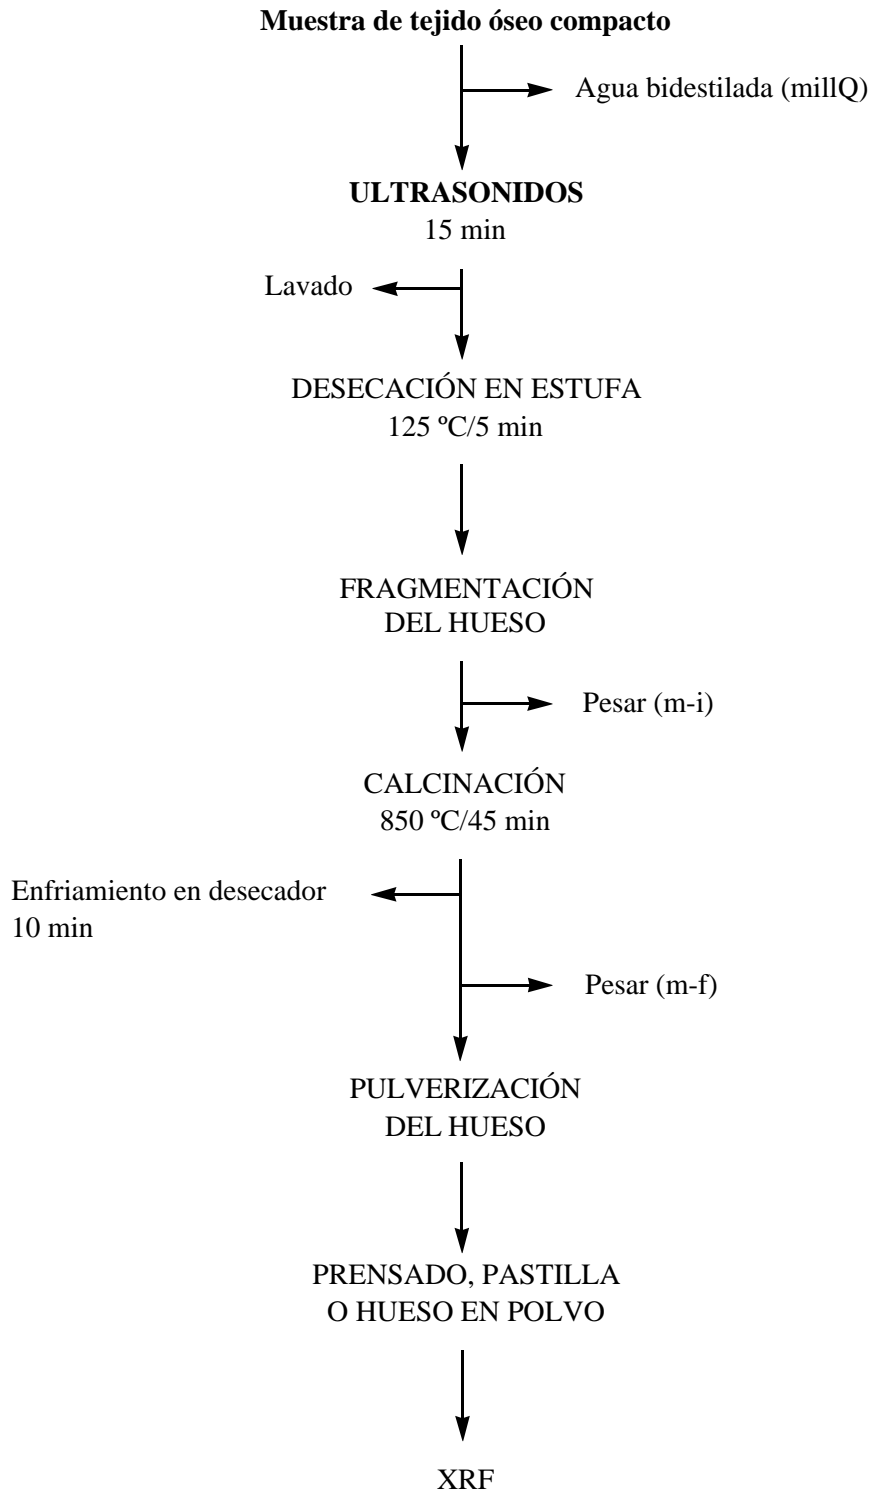 Muestra de tejido óseo compacto
Agua bidestilada (millQ)
ULTRASONIDOS
15 min
Lavado
DESECACIÓN EN ESTUFA
125 ºC/5 min
FRAGMENTACIÓN
DEL HUESO
Pesar (m-i)
CALCINACIÓN
850 ºC/45 min
Enfriamiento en desecador
10 min
Pesar (m-f)
PULVERIZACIÓN
DEL HUESO
PRENSADO, PASTILLA
O HUESO EN POLVO
XRF